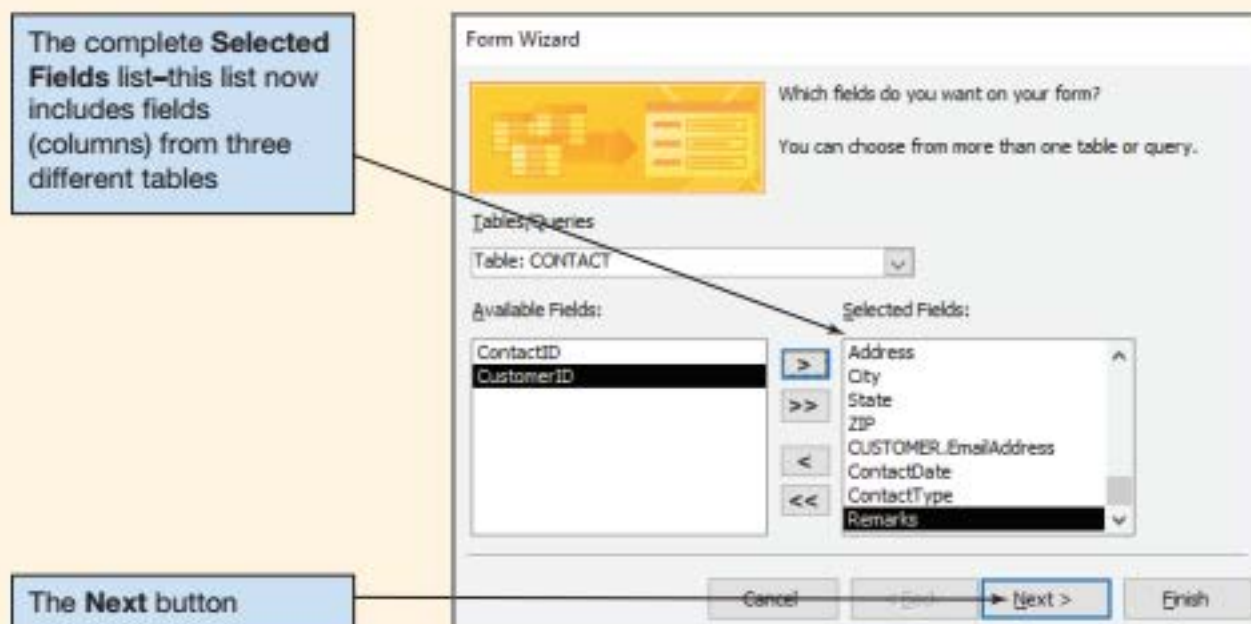 The complete Selected
Fields list–this list now
includes fields
(columns) from three
different tables
Form Wizard
Which fields do you want on your form?
You can choose from more than one table or query.
Tables/Queries
Table: CONTACT
Available Fields:
ContactID
CustomerID
>
>>
<
<<
Selected Fields:
Address
City
State
ZIP
CUSTOMER.EmailAddress
ContactDate
ContactType
Remarks
The Next button
Cancel
< Back
Next >
Finish